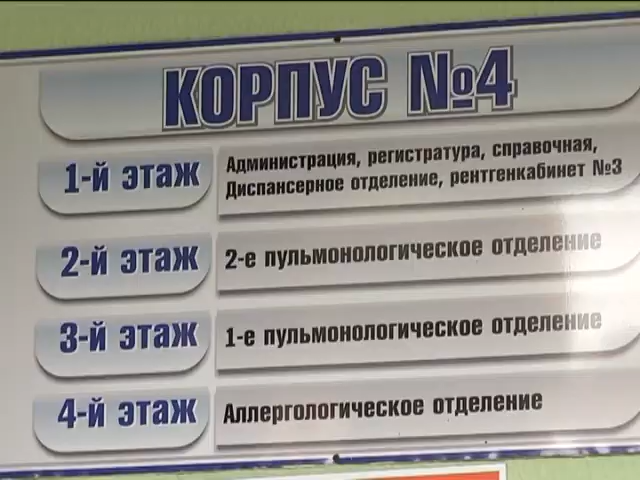 КОРПУС №4
1-й этаж
Администрация, регистратура, справочная,
Диспансерное отделение, рентгенкабинет №3
2-й этаж
2-е пульмонологическое отделение
3-й этаж
1-е пульмонологическое отделение
4-й этаж
Аллергологическое отделение